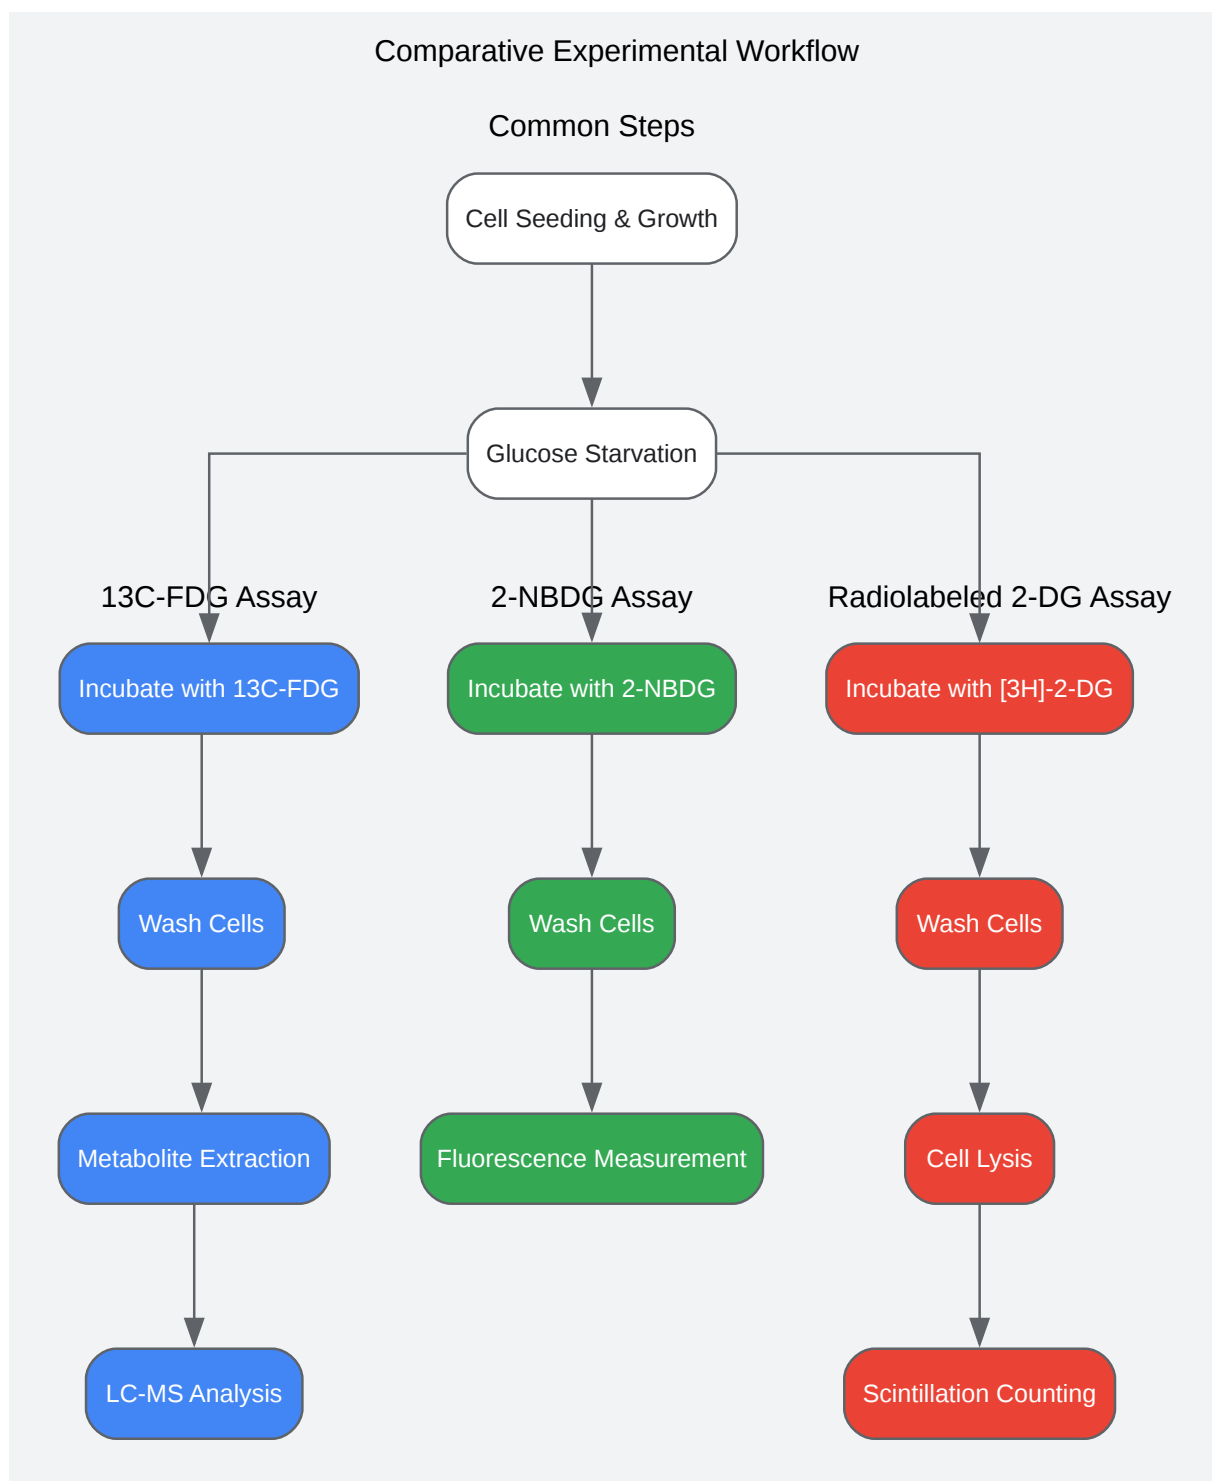 Comparative Experimental Workflow
Common Steps
Cell Seeding & Growth
Glucose Starvation
13C-FDG Assay
2-NBDG Assay
Radiolabeled 2-DG Assay
Incubate with 13C-FDG
Incubate with 2-NBDG
Incubate with [3H]-2-DG
Wash Cells
Wash Cells
Wash Cells
Metabolite Extraction
Fluorescence Measurement
Cell Lysis
LC-MS Analysis
Scintillation Counting